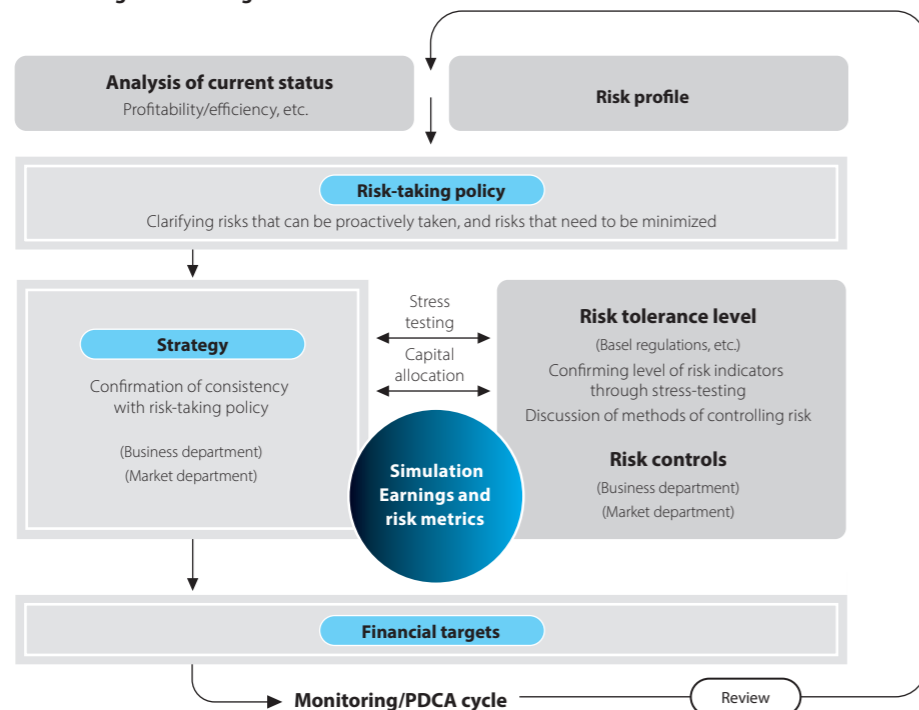 Analysis of current status
Profitability/efficiency, etc.
Risk profile
Risk-taking policy
Clarifying risks that can be proactively taken, and risks that need to be minimized
Strategy
Confirmation of consistency
with risk-taking policy
(Business department)
(Market department)
Stress
testing
Capital
allocation
Simulation
Earnings and
risk metrics
Risk tolerance level
(Basel regulations, etc.)
Confirming level of risk indicators
through stress-testing
Discussion of methods of controlling risk
Risk controls
(Business department)
(Market department)
Financial targets
Monitoring/PDCA cycle
Review